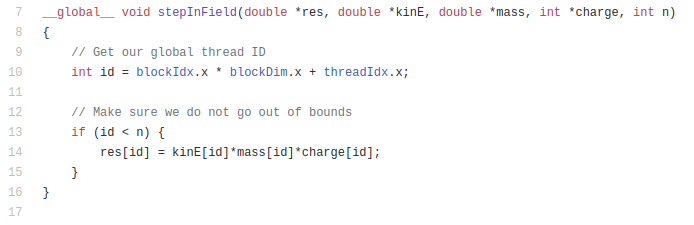 7 __global__ void stepInField(double *res, double *kinE, double *mass, int *charge, int n)
8 {
9     // Get our global thread ID
10     int id = blockIdx.x * blockDim.x + threadIdx.x;
11
12     // Make sure we do not go out of bounds
13     if (id < n) {
14         res[id] = kinE[id]*mass[id]*charge[id];
15     }
16 }
17